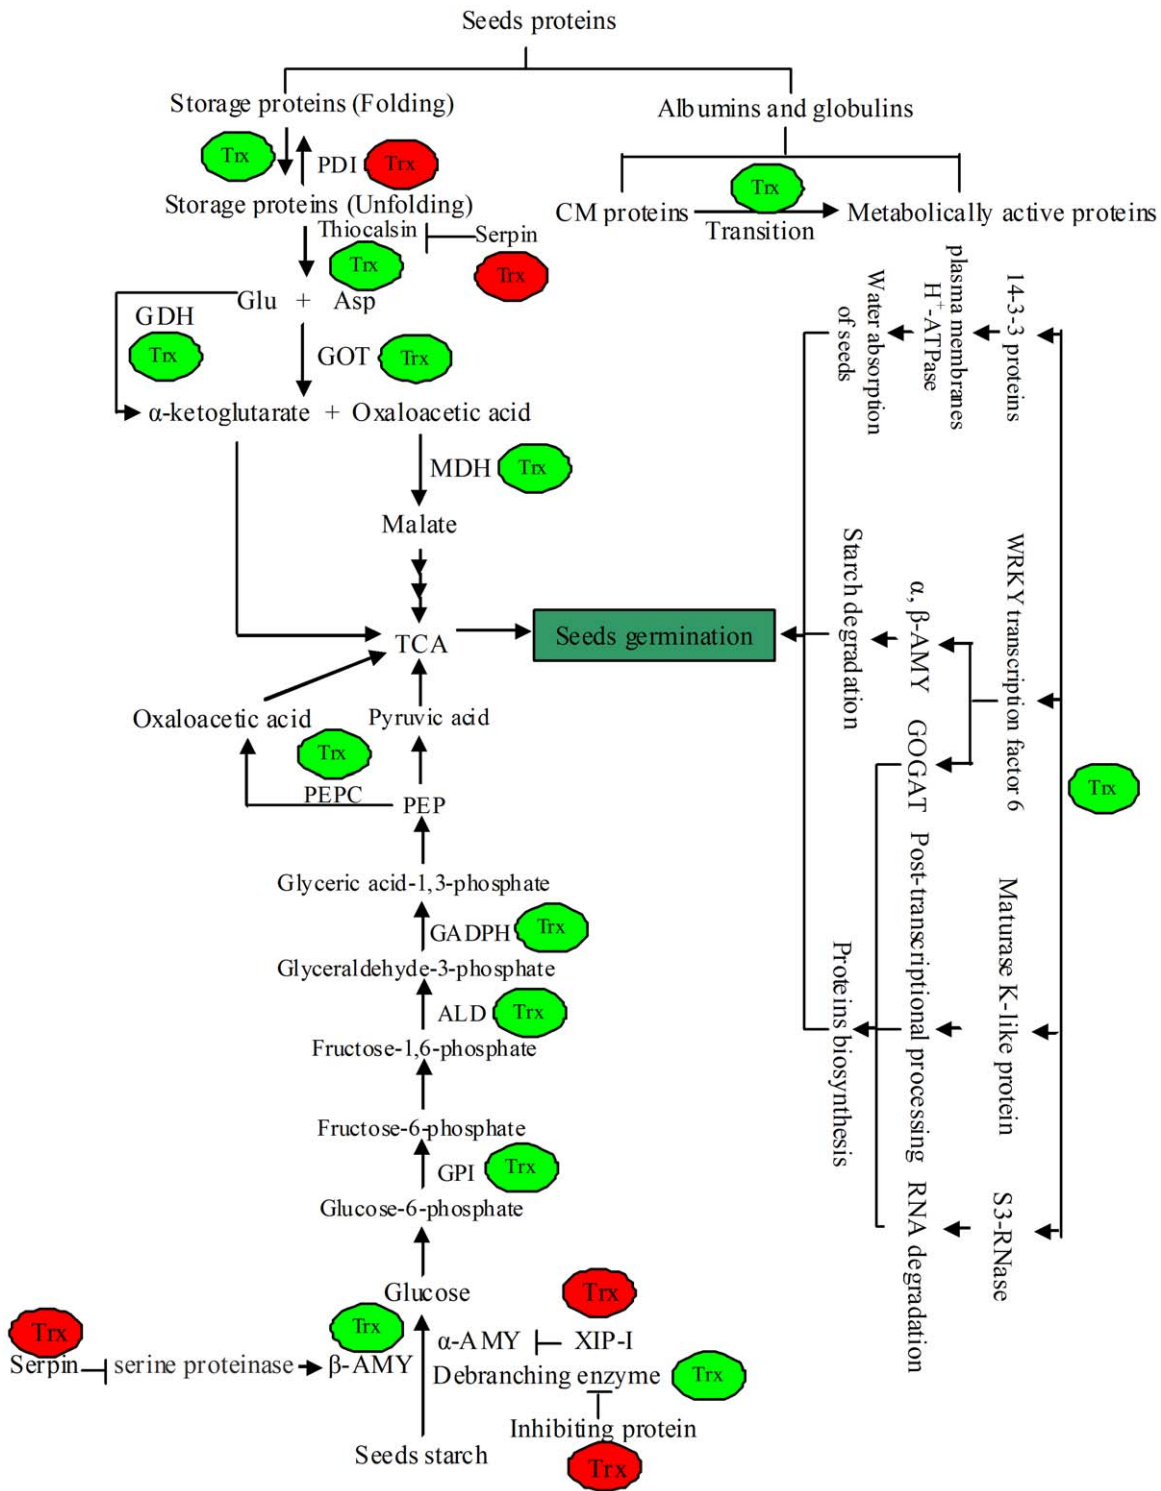 Seeds proteins
Storage proteins (Folding)
Albumins and globulins
Trx
PDI
Trx
Trx
Storage proteins (Unfolding)
CM proteins
Metabolically active proteins
Transition
Thiocalsin
Serpin
Trx
Trx
Glu + Asp
GDH
Trx
GOT
Trx
α-ketoglutarate + Oxaloacetic acid
MDH
Trx
Malate
TCA
Seeds germination
Oxaloacetic acid
Pyruvic acid
Trx
PEPC
PEP
Glyceric acid-1,3-phosphate
GADPH
Trx
Glyceraldehyde-3-phosphate
ALD
Trx
Fructose-1,6-phosphate
Fructose-6-phosphate
GPI
Trx
Glucose-6-phosphate
Glucose
Trx
Trx
Trx
α-AMY
XIP-I
Serpin
serine proteinase
β-AMY
Debranching enzyme
Trx
Inhibiting protein
Seeds starch
Trx
14-3-3 proteins
plasma membranes
H+-ATPase
Water absorption
of seeds
WRKY transcription factor 6
α, β-AMY
Starch degradation
GOGAT
Trx
Maturase K-like protein
Post-transcriptional processing
Proteins biosynthesis
S3-RNase
RNA degradation